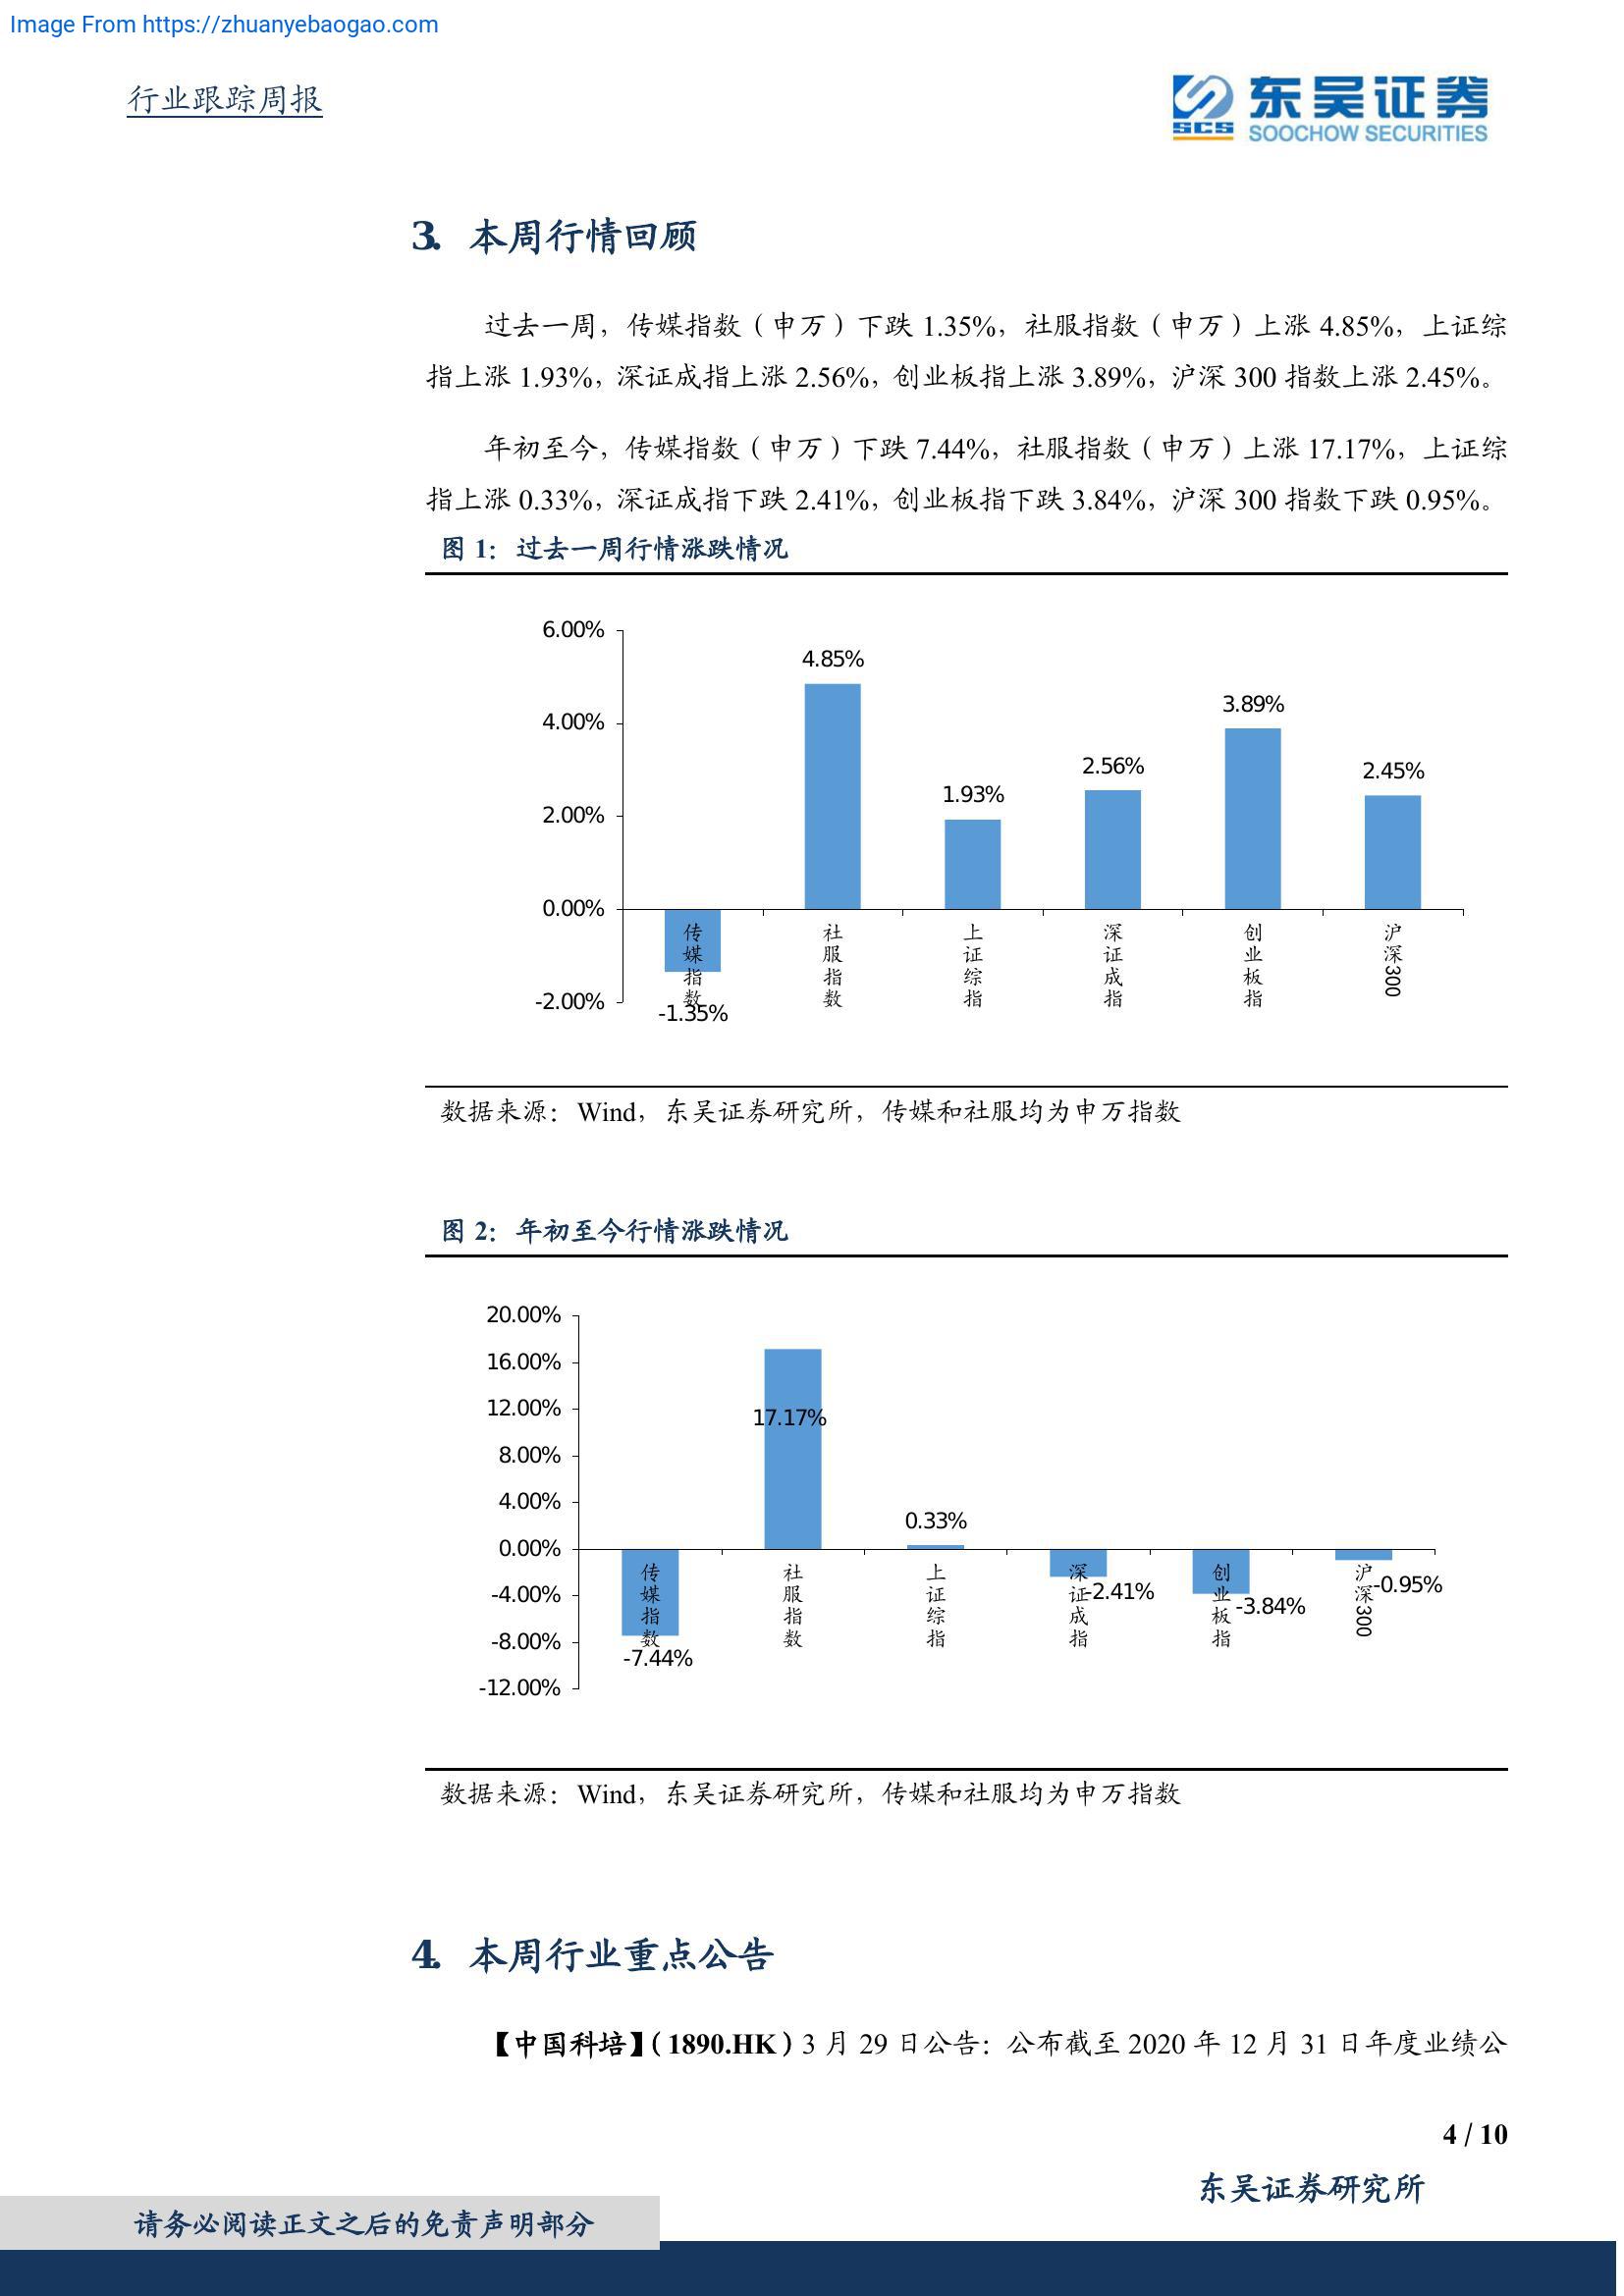 Image From https://zhuanyebaogao.com
行业跟踪周报
SCS 东吴证券
SOOCHOW SECURITIES
3. 本周行情回顾
过去一周，传媒指数（申万）下跌 1.35%，社服指数（申万）上涨 4.85%，上证综
指上涨 1.93%，深证成指上涨 2.56%，创业板指上涨 3.89%，沪深 300 指数上涨 2.45%。
年初至今，传媒指数（申万）下跌 7.44%，社服指数（申万）上涨 17.17%，上证综
指上涨 0.33%，深证成指下跌 2.41%，创业板指下跌 3.84%，沪深 300 指数下跌 0.95%。
图 1：过去一周行情涨跌情况
6.00%
4.00%
2.00%
0.00%
-2.00%
-1.35%
4.85%
1.93%
2.56%
3.89%
2.45%
传媒指数
社服指数
上证综指
深证成指
创业板指
沪深300
数据来源：Wind，东吴证券研究所，传媒和社服均为申万指数
图 2：年初至今行情涨跌情况
20.00%
16.00%
12.00%
8.00%
4.00%
0.00%
-4.00%
-8.00%
-12.00%
-7.44%
17.17%
0.33%
-2.41%
-3.84%
-0.95%
传媒指数
社服指数
上证综指
深证成指
创业板指
沪深300
数据来源：Wind，东吴证券研究所，传媒和社服均为申万指数
4. 本周行业重点公告
【中国科培】（1890.HK）3 月 29 日公告：公布截至 2020 年 12 月 31 日年度业绩公
4 / 10
东吴证券研究所
请务必阅读正文之后的免责声明部分